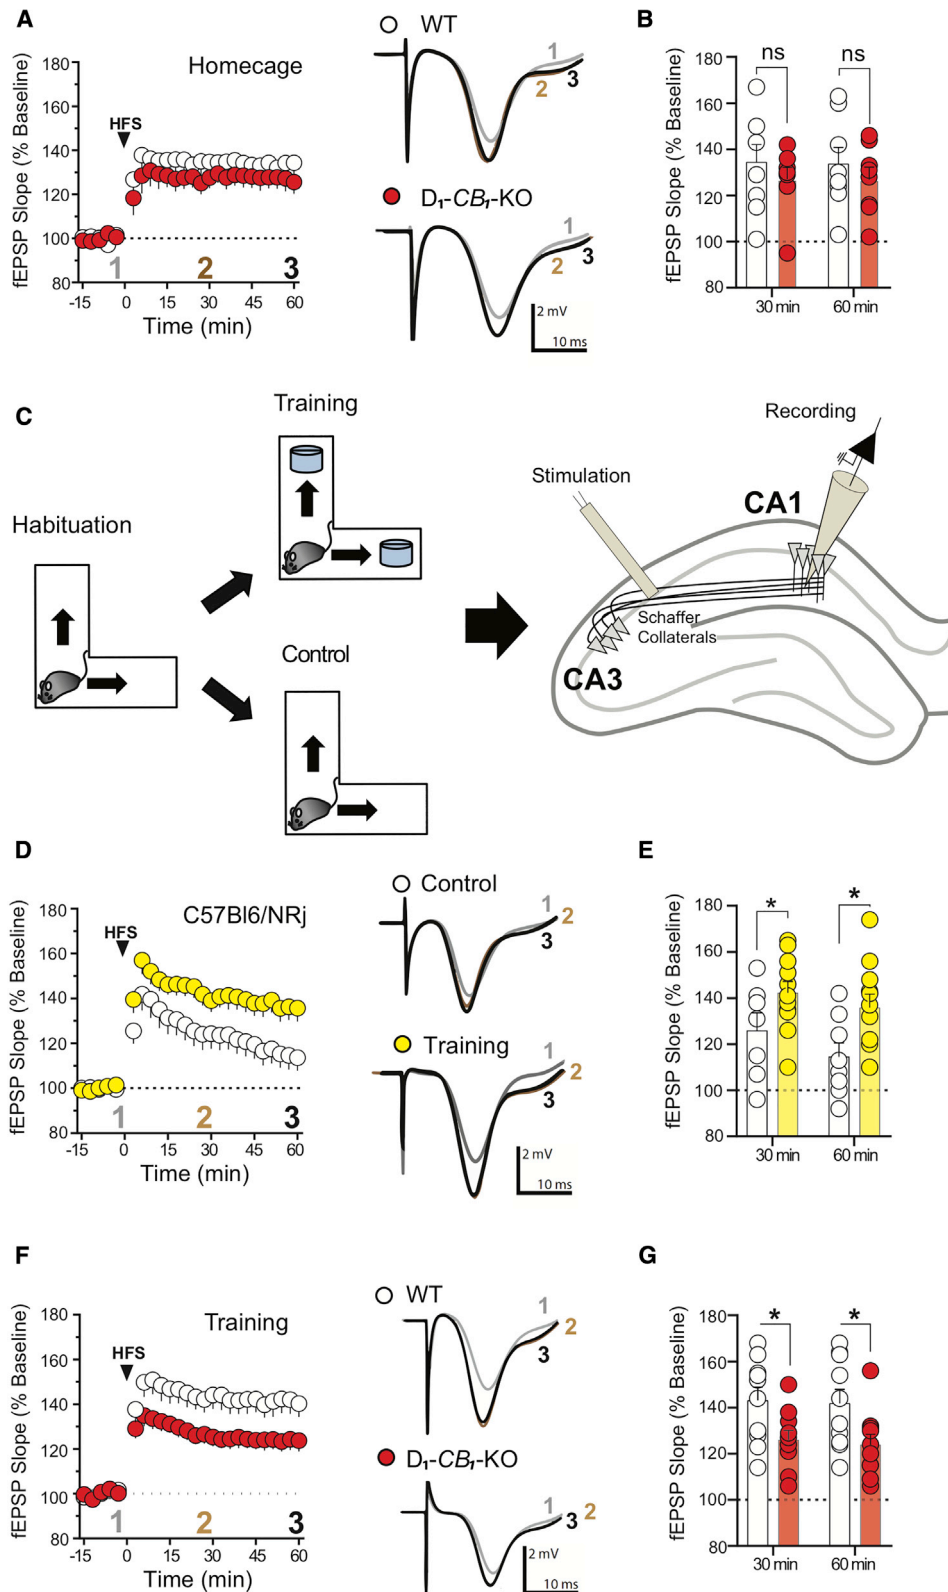 A
fEPSP Slope (% Baseline)
180
160
140
120
100
80
Homecage
HFS
1 2 3
-15 0 15 30 45 60
Time (min)
WT
1
2
3
D₁-CB₁-KO
1
2
3
2 mV
10 ms
B
fEPSP Slope (% Baseline)
180
160
140
120
100
80
ns ns
30 min 60 min
C
Habituation
Training
Control
Stimulation
Recording
CA1
Schaffer
Collaterals
CA3
D
fEPSP Slope (% Baseline)
180
160
140
120
100
80
C57Bl6/NRj
HFS
1 2 3
-15 0 15 30 45 60
Time (min)
Control
1
2
3
Training
1
2
3
2 mV
10 ms
E
fEPSP Slope (% Baseline)
180
160
140
120
100
80
* *
30 min 60 min
F
fEPSP Slope (% Baseline)
180
160
140
120
100
80
Training
HFS
1 2 3
-15 0 15 30 45 60
Time (min)
WT
1
2
3
D₁-CB₁-KO
1
3 2
2 mV
10 ms
G
fEPSP Slope (% Baseline)
180
160
140
120
100
80
* *
30 min 60 min